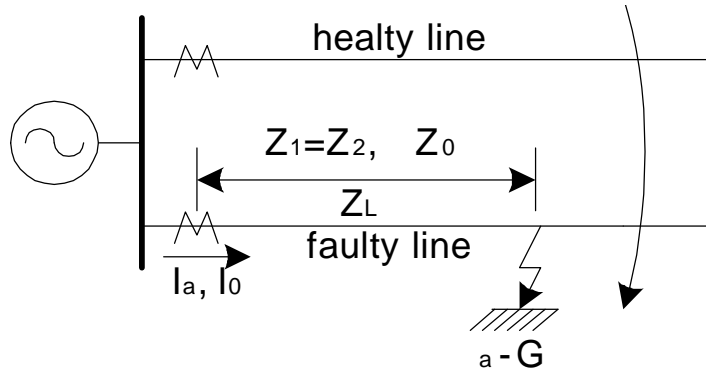 healty line
Z1=Z2, Z0
ZL
faulty line
Ia, I0
a-G